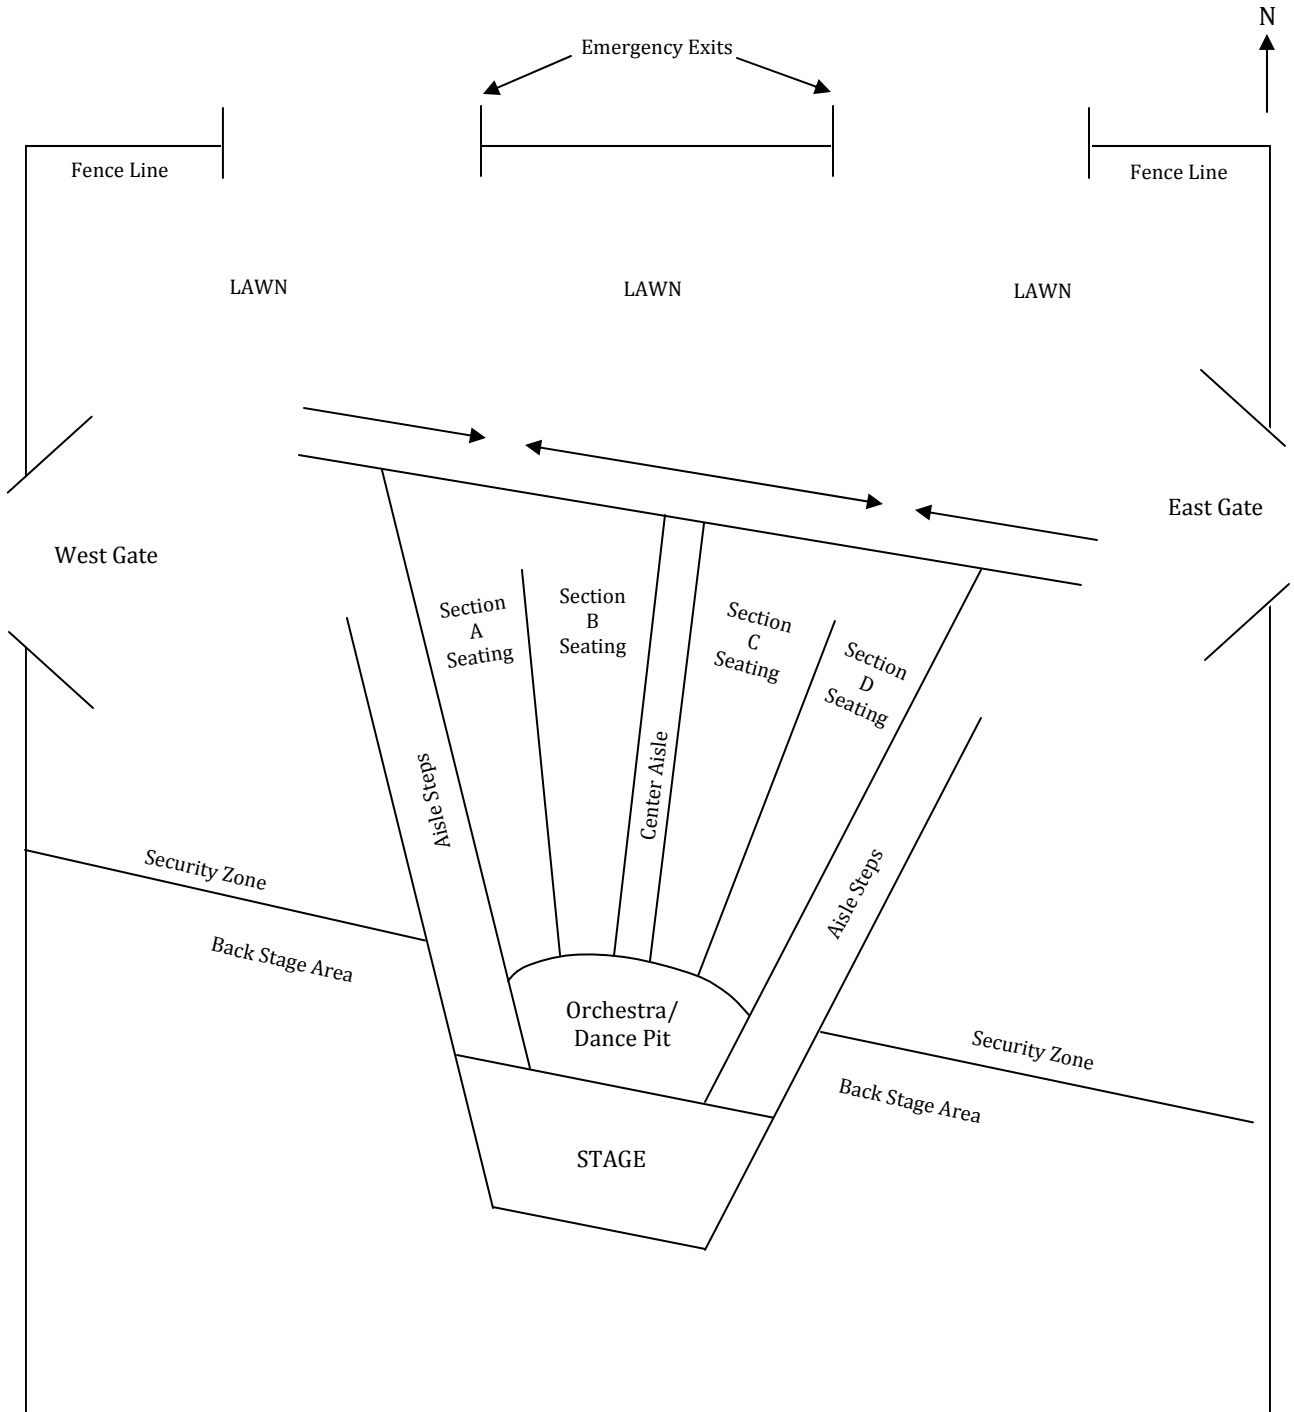 N
Emergency Exits
Fence Line
Fence Line
LAWN
LAWN
LAWN
East Gate
West Gate
Section
A
Seating
Section
B
Seating
Section
C
Seating
Section
D
Seating
Aisle Steps
Center Aisle
Aisle Steps
Security Zone
Back Stage Area
Orchestra/
Dance Pit
Security Zone
Back Stage Area
STAGE